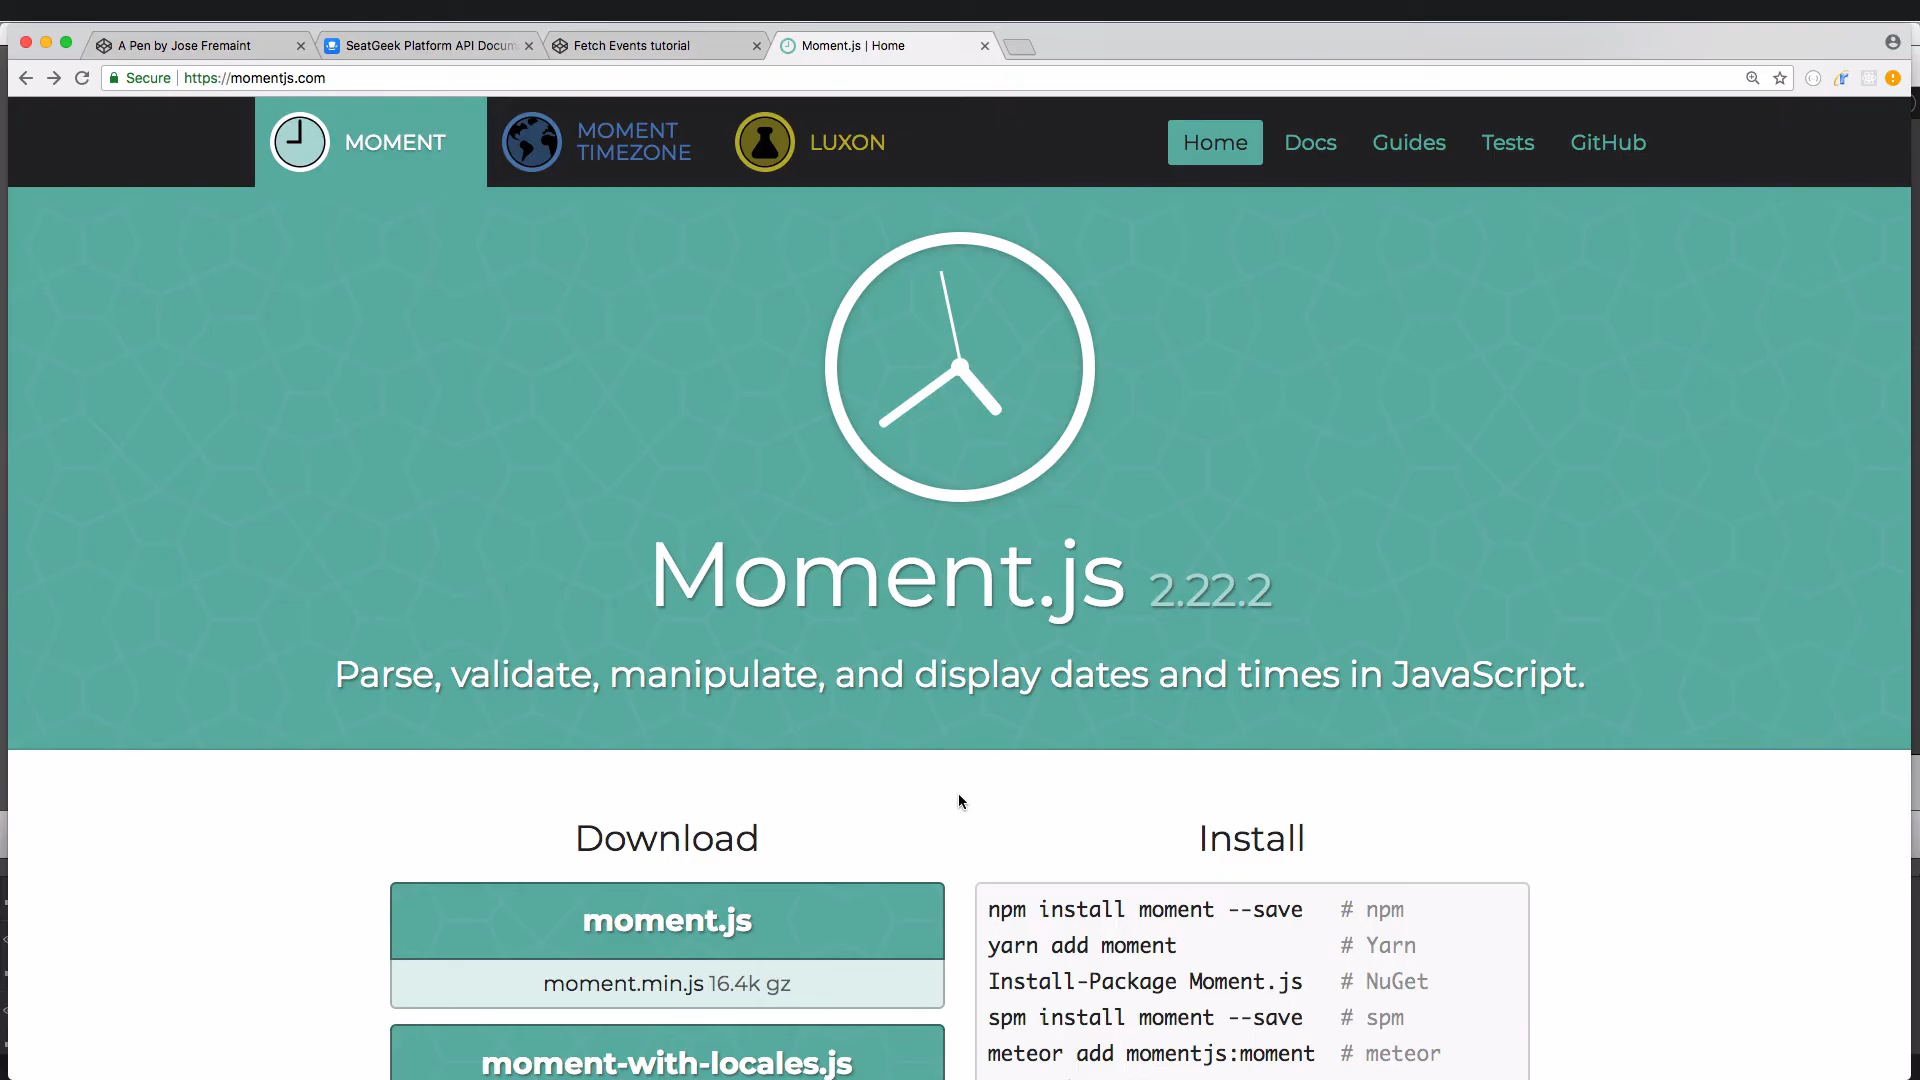 A Pen by Jose Fremaint
SeatGeek Platform API Docum
Fetch Events tutorial
Moment.js | Home
Secure
https://momentjs.com
MOMENT
MOMENT
TIMEZONE
LUXON
Home
Docs
Guides
Tests
GitHub
Moment.js 2.22.2
Parse, validate, manipulate, and display dates and times in JavaScript.
Download
moment.js
moment.min.js 16.4k gz
moment-with-locales.js
Install
npm install moment --save # npm
yarn add moment # Yarn
Install-Package Moment.js # NuGet
spm install moment --save # spm
meteor add momentjs:moment # meteor